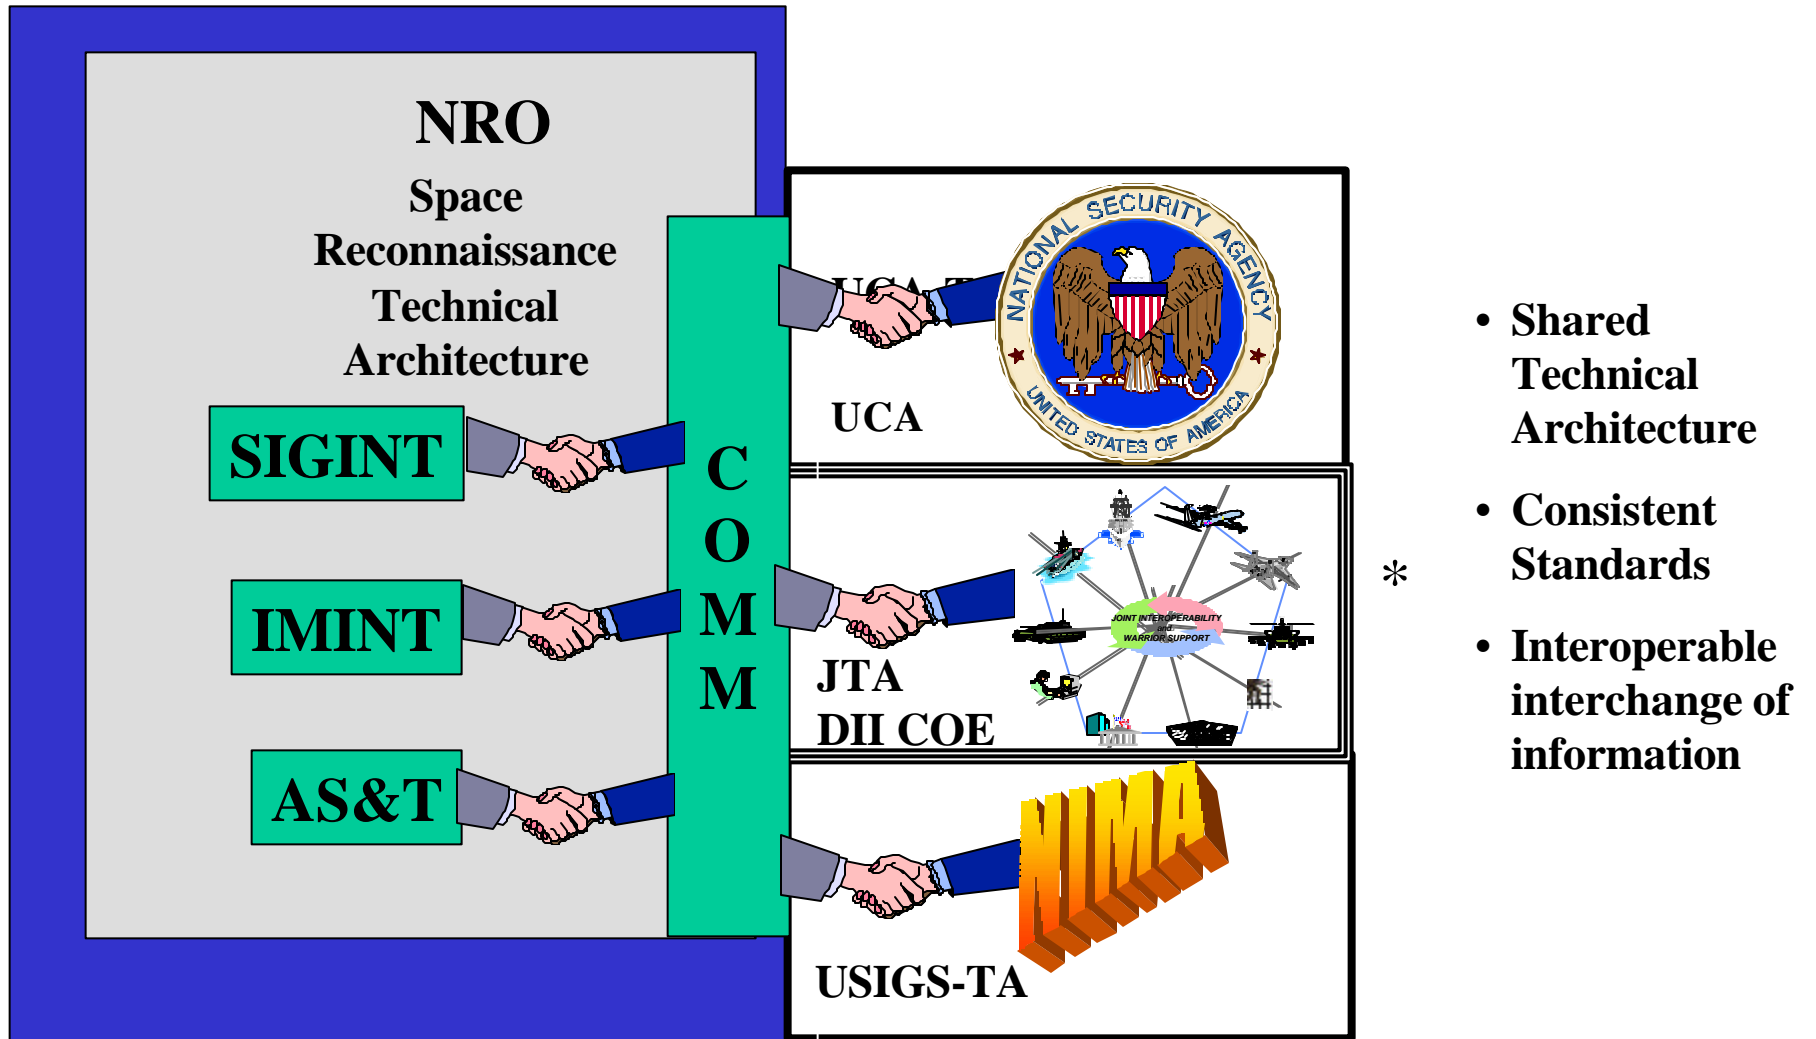 NRO
Space
Reconnaissance
Technical
Architecture
SIGINT
IMINT
AS&T
C
O
M
M
NATIONAL SECURITY AGENCY
UNITED STATES OF AMERICA
UCA
JOINT INTEROPERABILITY
and
WARRIOR SUPPORT
JTA
DII COE
NIMA
USIGS-TA
*
• Shared
Technical
Architecture
• Consistent
Standards
• Interoperable
interchange of
information